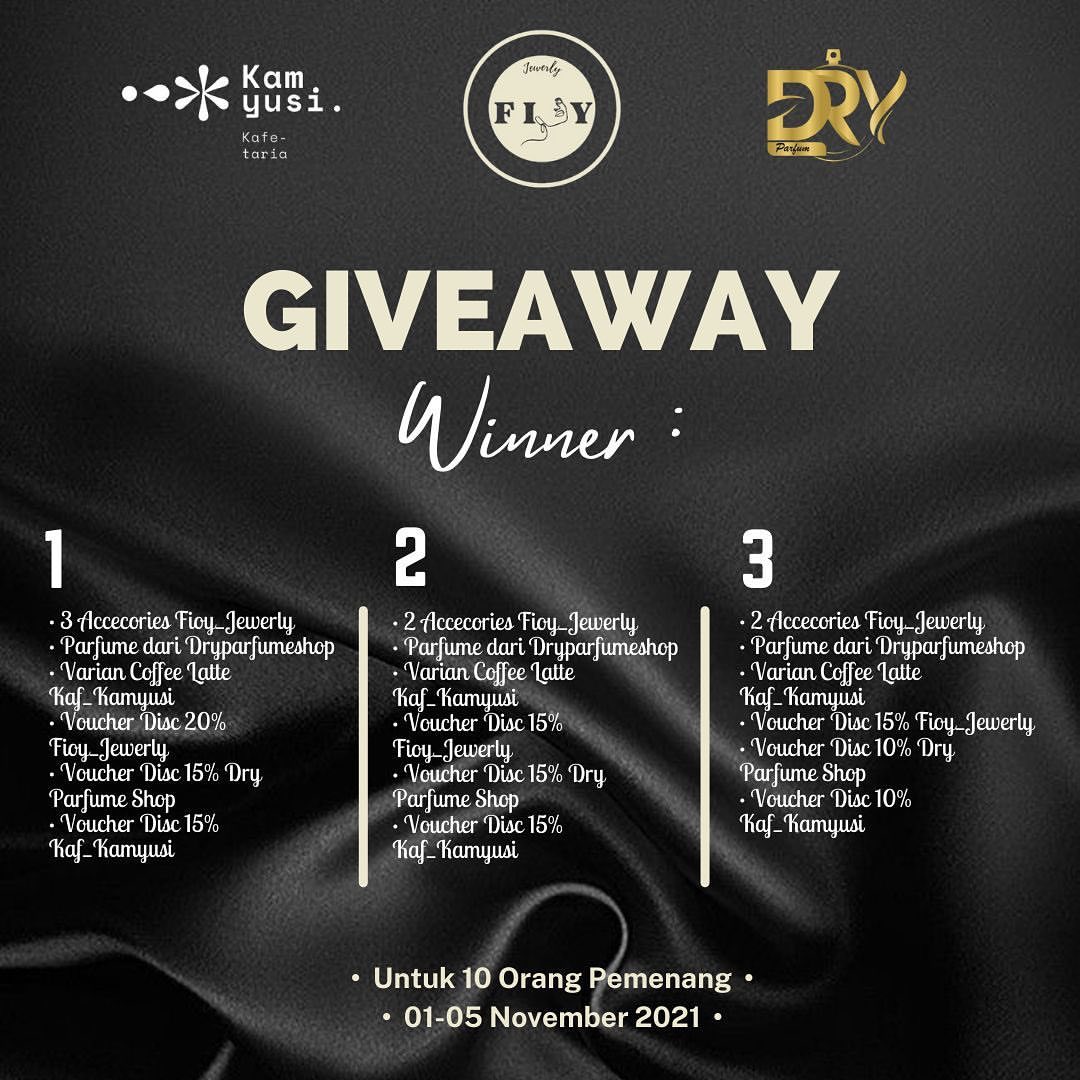 Kam
yusi.
Kafe-
taria
Jewerly
FI Y
DRY
Parfum
GIVEAWAY
Winner :
1
• 3 Accecories Fioy_Jewerly
• Parfume dari Dryparfumeshop
• Varian Coffee Latte
Kaf_Kamyusi
• Voucher Disc 20%
Fioy_Jewerly
• Voucher Disc 15% Dry
Parfume Shop
• Voucher Disc 15%
Kaf_Kamyusi
2
• 2 Accecories Fioy_Jewerly
• Parfume dari Dryparfumeshop
• Varian Coffee Latte
Kaf_Kamyusi
• Voucher Disc 15%
Fioy_Jewerly
• Voucher Disc 15% Dry
Parfume Shop
• Voucher Disc 15%
Kaf_Kamyusi
3
• 2 Accecories Fioy_Jewerly
• Parfume dari Dryparfumeshop
• Varian Coffee Latte
Kaf_Kamyusi
• Voucher Disc 15% Fioy_Jewerly
• Voucher Disc 10% Dry
Parfume Shop
• Voucher Disc 10%
Kaf_Kamyusi
• Untuk 10 Orang Pemenang •
• 01-05 November 2021 •